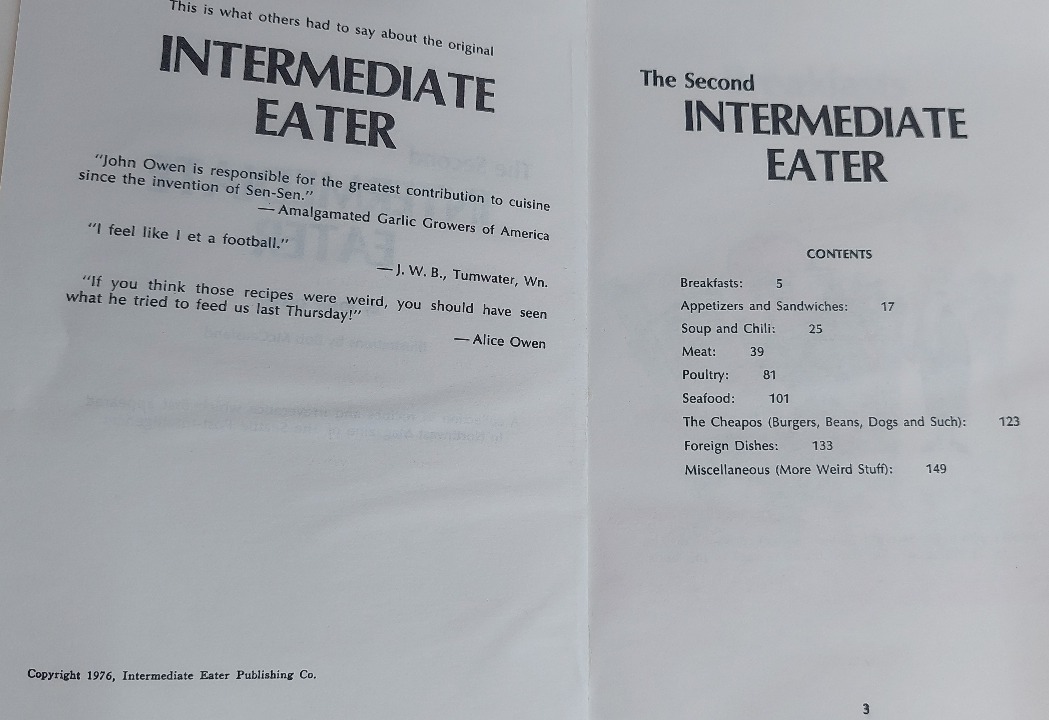 This is what others had to say about the original
INTERMEDIATE
EATER
"John Owen is responsible for the greatest contribution to cuisine
since the invention of Sen-Sen."
— Amalgamated Garlic Growers of America
"I feel like I et a football."
— J. W. B., Tumwater, Wn.
"If you think those recipes were weird, you should have seen
what he tried to feed us last Thursday!"
— Alice Owen
Copyright 1976, Intermediate Eater Publishing Co.
The Second
INTERMEDIATE
EATER
CONTENTS
Breakfasts: 5
Appetizers and Sandwiches: 17
Soup and Chili: 25
Meat: 39
Poultry: 81
Seafood: 101
The Cheapos (Burgers, Beans, Dogs and Such): 123
Foreign Dishes: 133
Miscellaneous (More Weird Stuff): 149
3